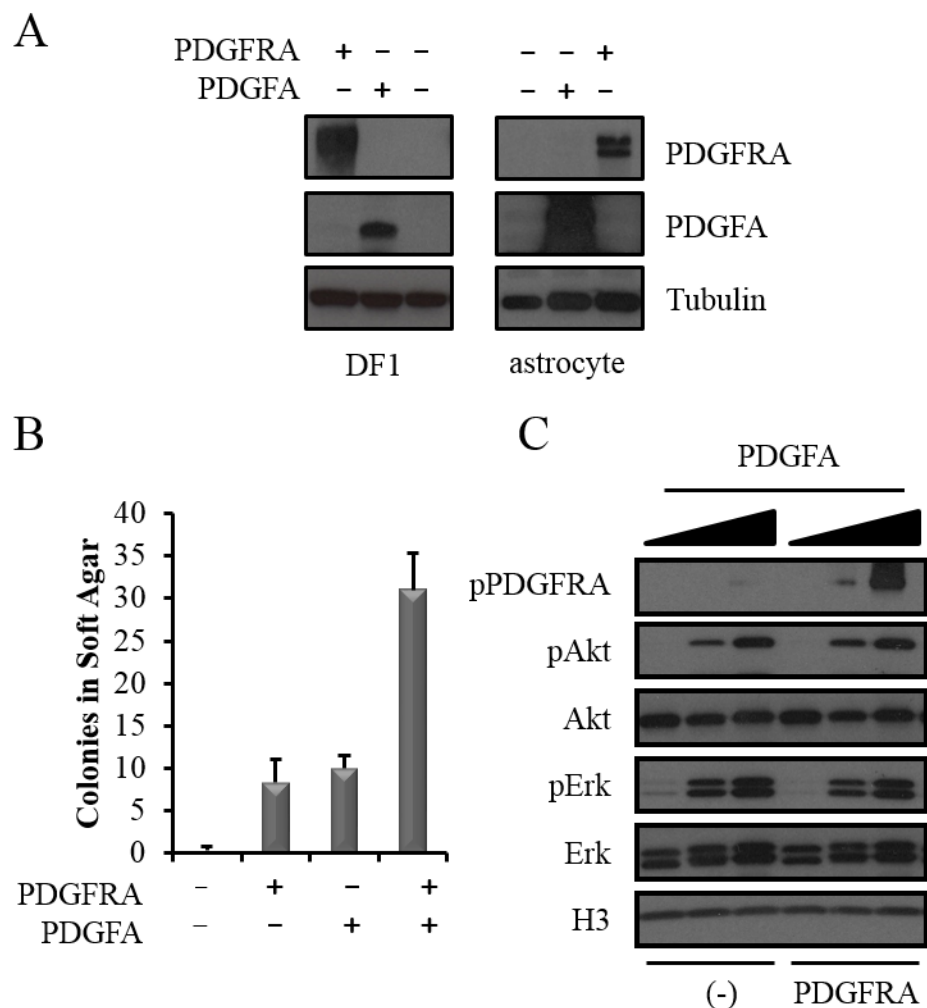 A
PDGFRA + – – – – +
PDGFA – + – – + –
PDGFRA
PDGFA
Tubulin
DF1 astrocyte
B
Colonies in Soft Agar
40
35
30
25
20
15
10
5
0
PDGFRA – + – +
PDGFA – – + +
C
PDGFA
pPDGFRA
pAkt
Akt
pErk
Erk
H3
(-) PDGFRA